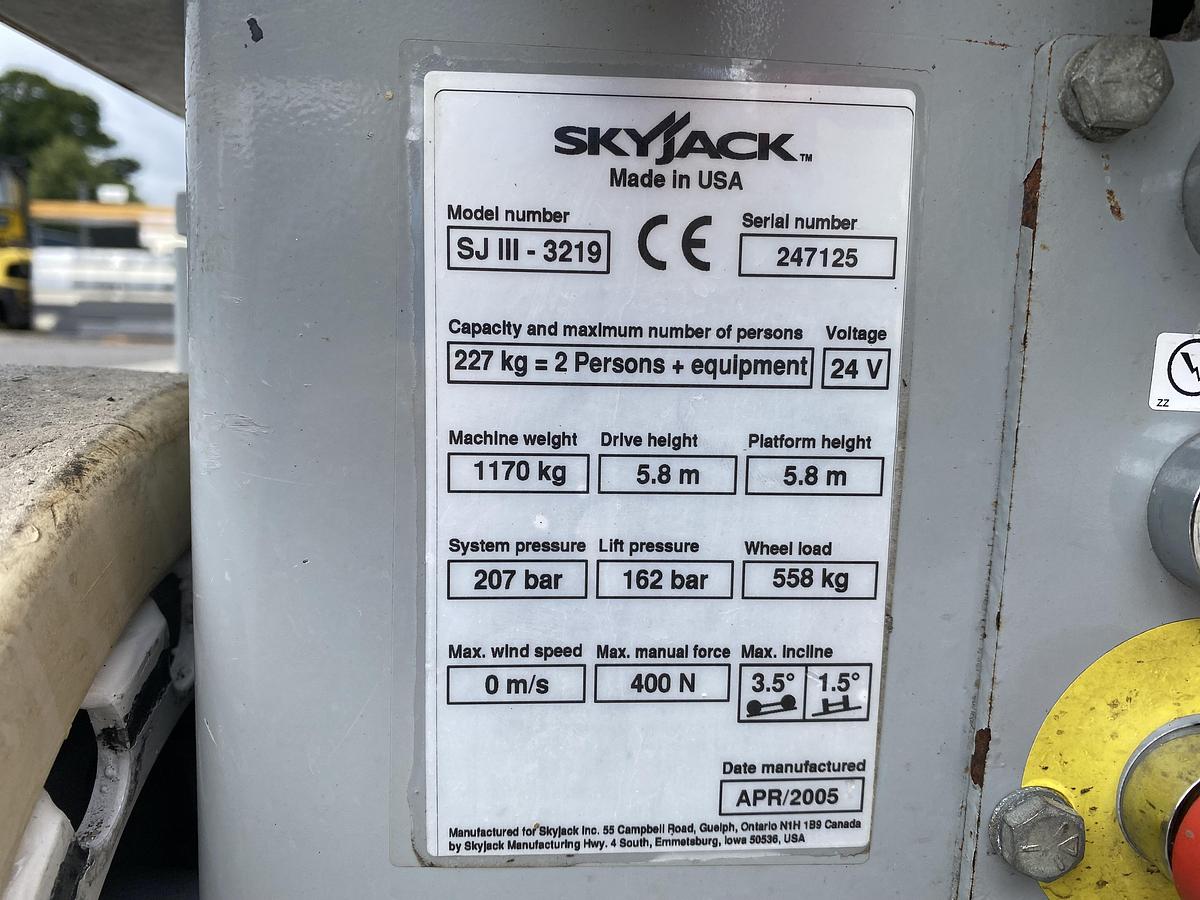 SKYJACK™
Made in USA
Model number
SJ III - 3219
CE
Serial number
247125
Capacity and maximum number of persons
227 kg = 2 Persons + equipment
Voltage
24 V
Machine weight
1170 kg
Drive height
5.8 m
Platform height
5.8 m
System pressure
207 bar
Lift pressure
162 bar
Wheel load
558 kg
Max. wind speed
0 m/s
Max. manual force
400 N
Max. incline
3.5° 1.5°
Date manufactured
APR/2005
Manufactured for Skyjack Inc. 55 Campbell Road, Guelph, Ontario N1H 1B9 Canada
by Skyjack Manufacturing Hwy. 4 South, Emmetsburg, Iowa 50536, USA
ZZ